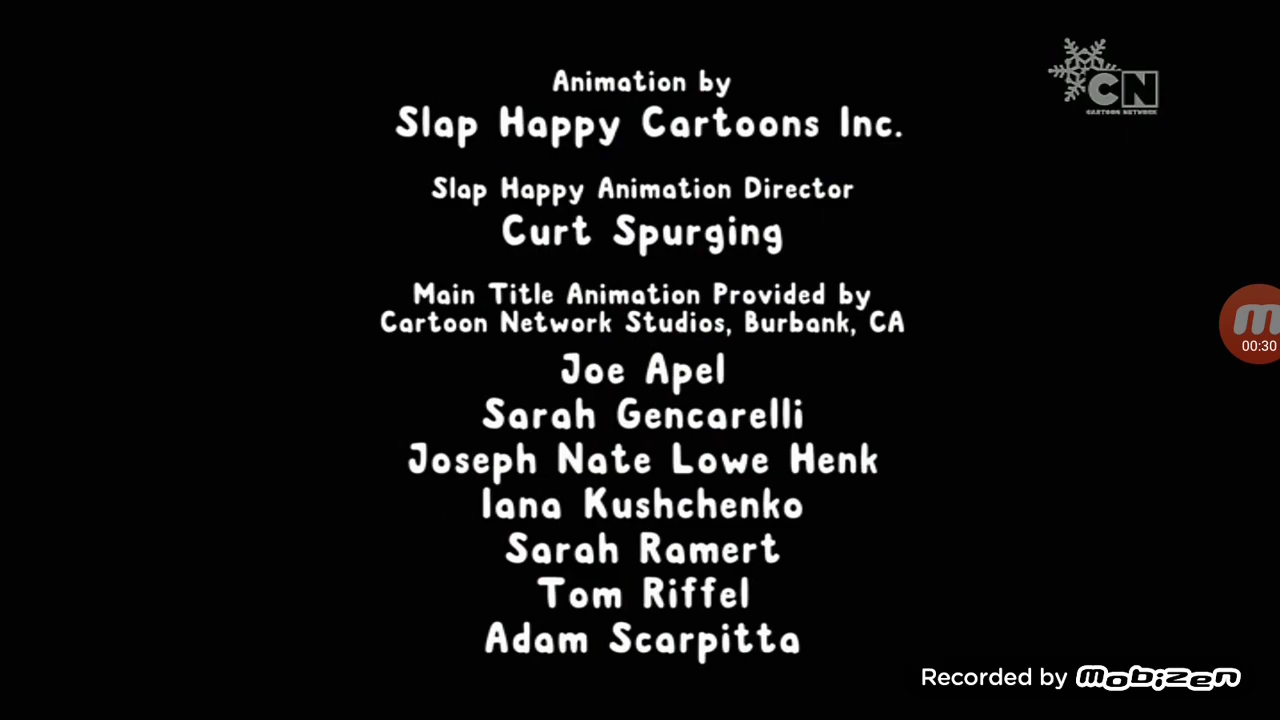 Animation by
Slap Happy Cartoons Inc.
Slap Happy Animation Director
Curt Spurging
Main Title Animation Provided by
Cartoon Network Studios, Burbank, CA
Joe Apel
Sarah Gencarelli
Joseph Nate Lowe Henk
Iana Kushchenko
Sarah Ramert
Tom Riffel
Adam Scarpitta
CN
CARTOON NETWORK
m
00:30
Recorded by mobizen